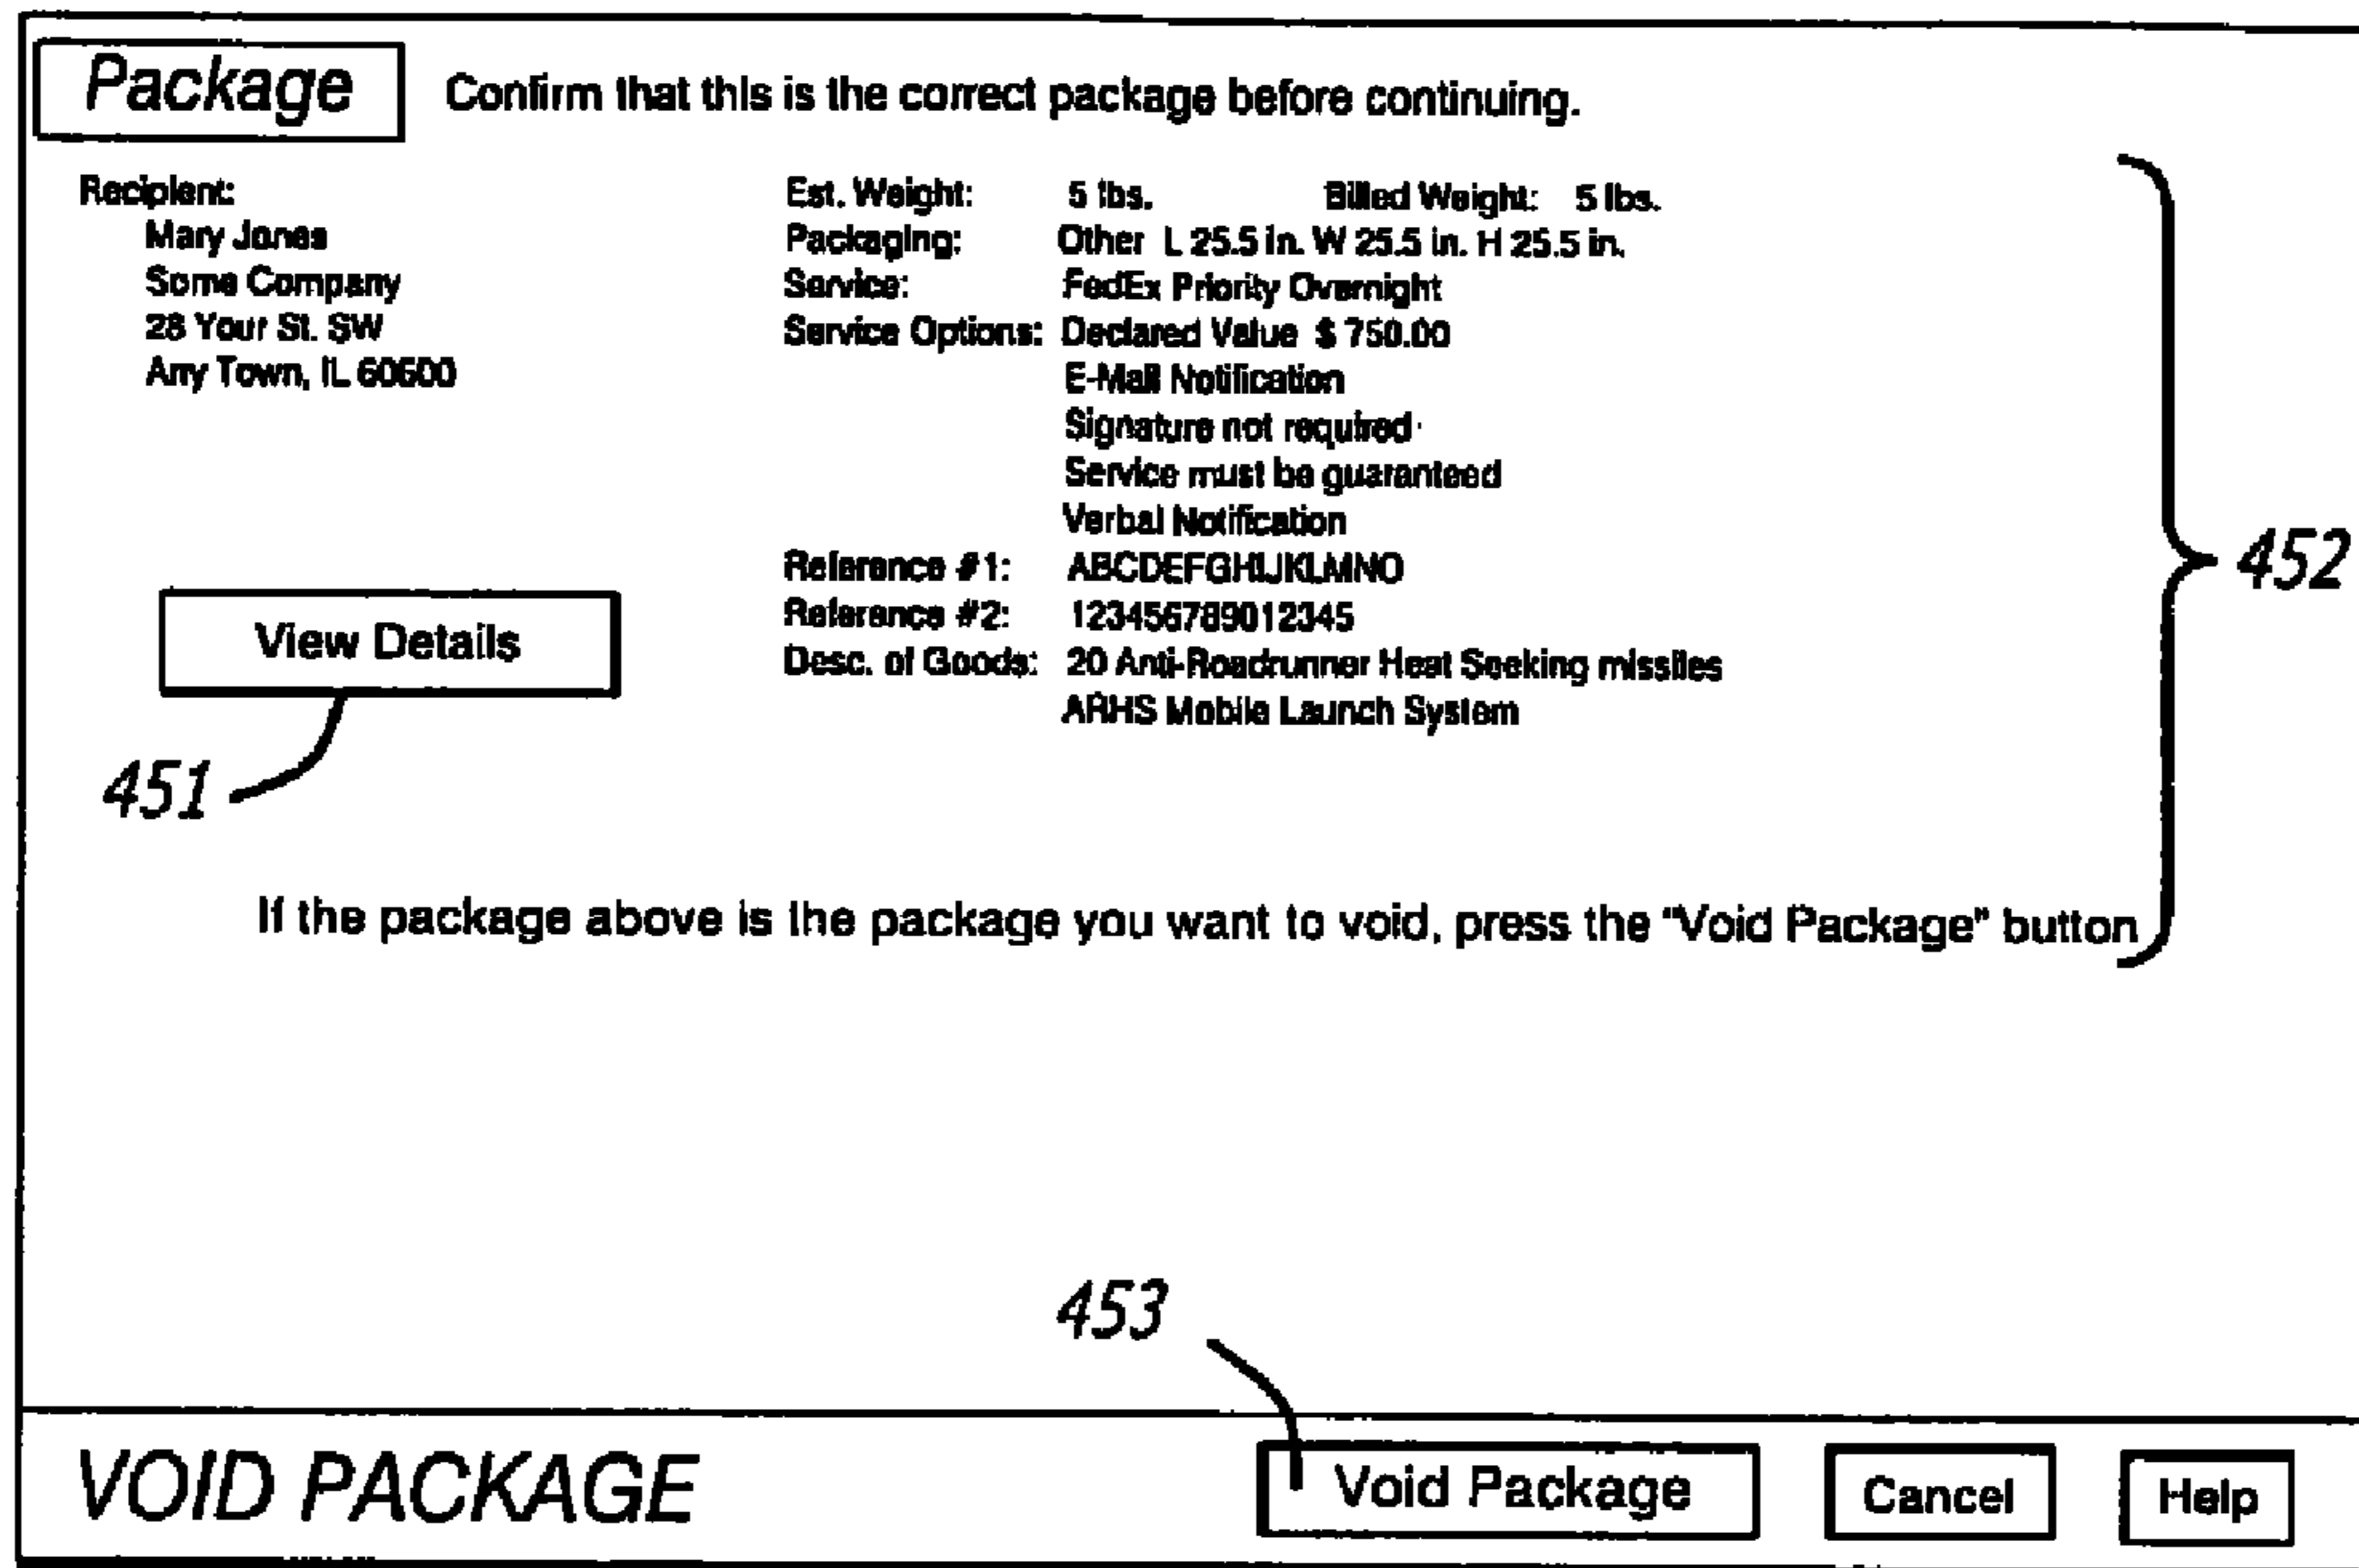 Package
Confirm that this is the correct package before continuing.
Recipient:
Mary Jones
Some Company
28 Your St. SW
Any Town, IL 60600
View Details
451
Est. Weight: 5 lbs. Billed Weight: 5 lbs.
Packaging: Other L 25.5 in. W 25.5 in. H 25.5 in.
Service: FedEx Priority Overnight
Service Options: Declared Value $ 750.00
E-Mail Notification
Signature not required
Service must be guaranteed
Verbal Notification
Reference #1: ABCDEFGHIJKLMNO
Reference #2: 123456789012345
Desc. of Goods: 20 Anti-Roadrunner Heat Seeking missiles
ARHS Mobile Launch System
452
If the package above is the package you want to void, press the "Void Package" button
453
VOID PACKAGE
Void Package
Cancel
Help